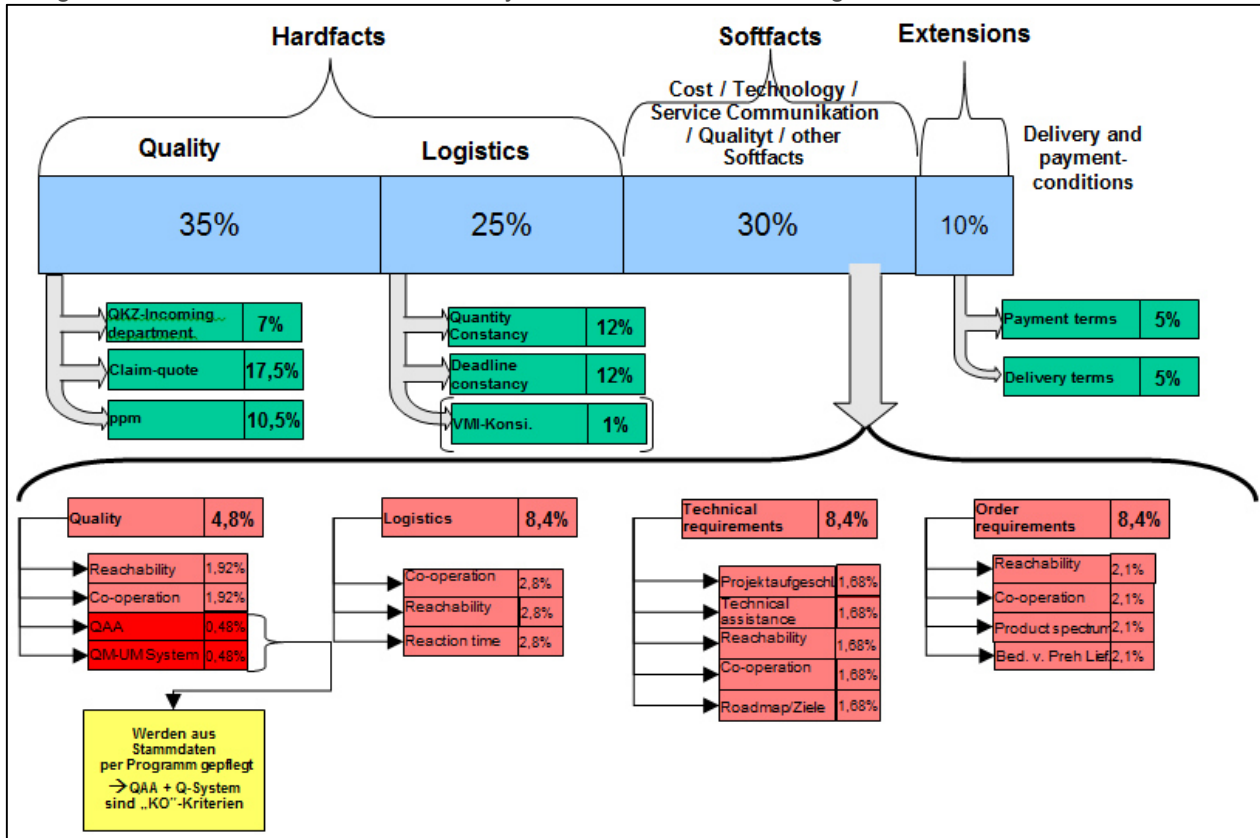 Hardfacts
Softfacts
Extensions
Cost / Technology /
Service Communikation
/ Qualityt / other
Softfacts
Quality
Logistics
Delivery and
payment-
conditions
35%
25%
30%
10%
QKZ-Incoming
department
7%
Claim-quote
17,5%
ppm
10,5%
Quantity
Constancy
12%
Deadline
constancy
12%
VMI-Konsi.
1%
Payment terms
5%
Delivery terms
5%
Quality
4,8%
Reachability
1,92%
Co-operation
1,92%
QAA
0,48%
QM-UM System
0,48%
Logistics
8,4%
Co-operation
2,8%
Reachability
2,8%
Reaction time
2,8%
Technical
requirements
8,4%
Projektaufgeschl
1,68%
Technical
assistance
1,68%
Reachability
1,68%
Co-operation
1,68%
Roadmap/Ziele
1,68%
Order
requirements
8,4%
Reachability
2,1%
Co-operation
2,1%
Product spectrum
2,1%
Bed. v. Preh Lief.
2,1%
Werden aus
Stammdaten
per Programm gepflegt
→QAA + Q-System
sind „KO"-Kriterien